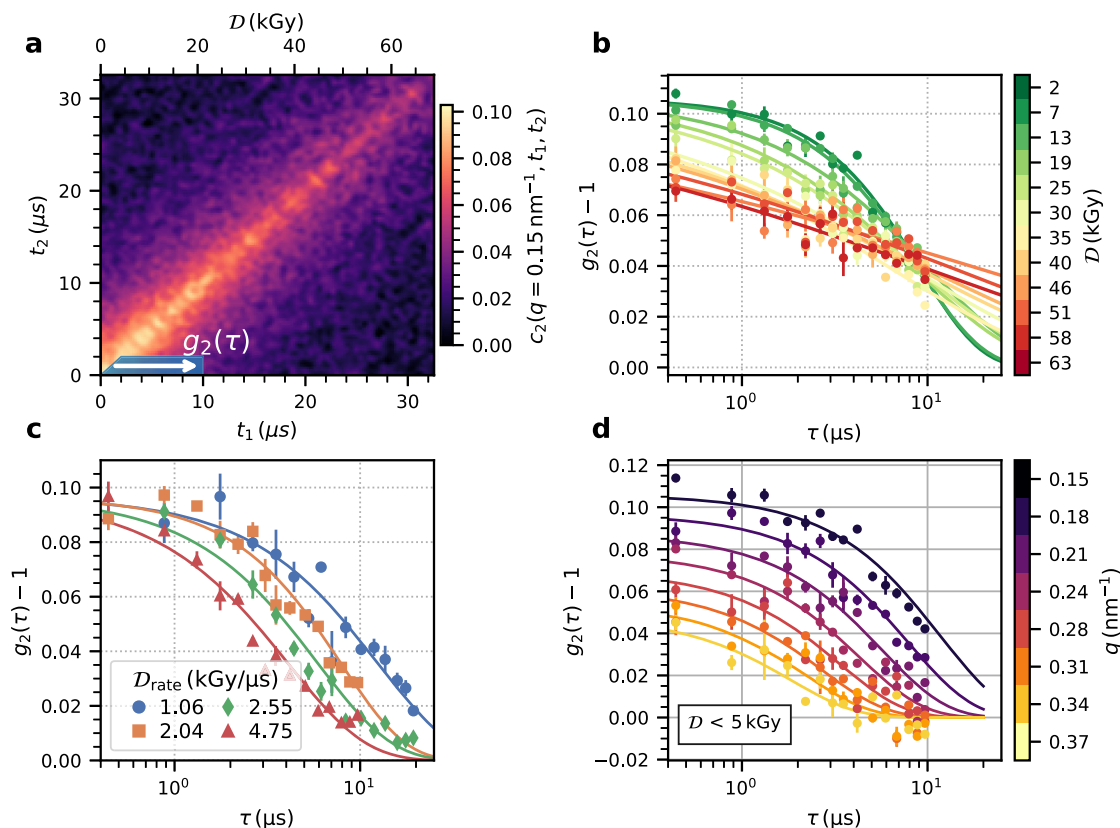 a
𝒟 (kGy)
0 20 40 60
30
20
10
0
t₂ (μs)
g₂(τ)
0 10 20 30
t₁ (μs)
0.10
0.08
0.06
0.04
0.02
0.00
c₂(q = 0.15 nm⁻¹, t₁, t₂)
b
0.10
0.08
0.06
0.04
0.02
0.00
g₂(τ) − 1
10⁰ 10¹
τ (μs)
2
7
13
19
25
30
35
40
46
51
58
63
𝒟 (kGy)
c
0.10
0.08
0.06
0.04
0.02
0.00
g₂(τ) − 1
𝒟rate (kGy/μs)
1.06 2.55
2.04 4.75
10⁰ 10¹
τ (μs)
d
0.12
0.10
0.08
0.06
0.04
0.02
0.00
−0.02
g₂(τ) − 1
𝒟 < 5 kGy
10⁰ 10¹
τ (μs)
0.15
0.18
0.21
0.24
0.28
0.31
0.34
0.37
q (nm⁻¹)